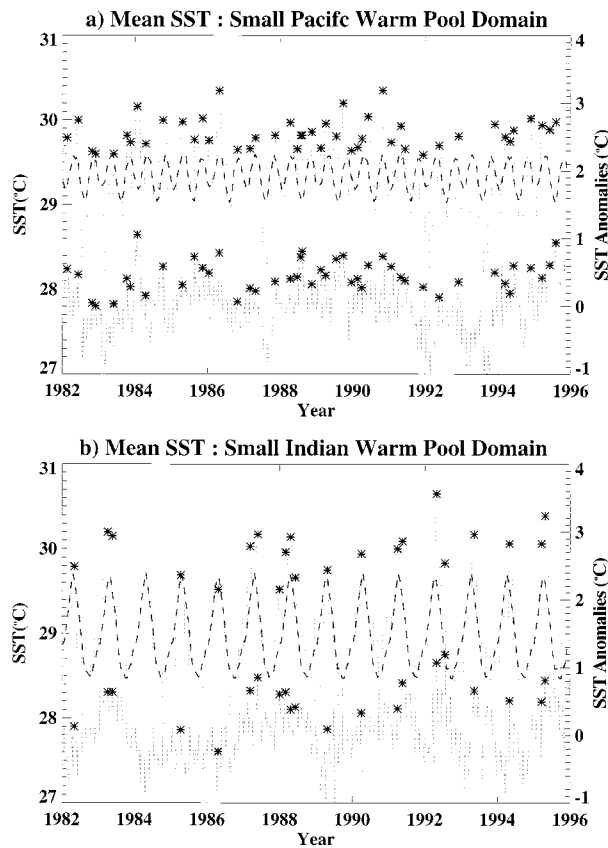 a) Mean SST : Small Pacifc Warm Pool Domain
31
30
29
28
27
SST(°C)
4
3
2
1
0
-1
SST Anomalies (°C)
1982 1984 1986 1988 1990 1992 1994 1996
Year
b) Mean SST : Small Indian Warm Pool Domain
31
30
29
28
27
SST(°C)
4
3
2
1
0
-1
SST Anomalies (°C)
1982 1984 1986 1988 1990 1992 1994 1996
Year